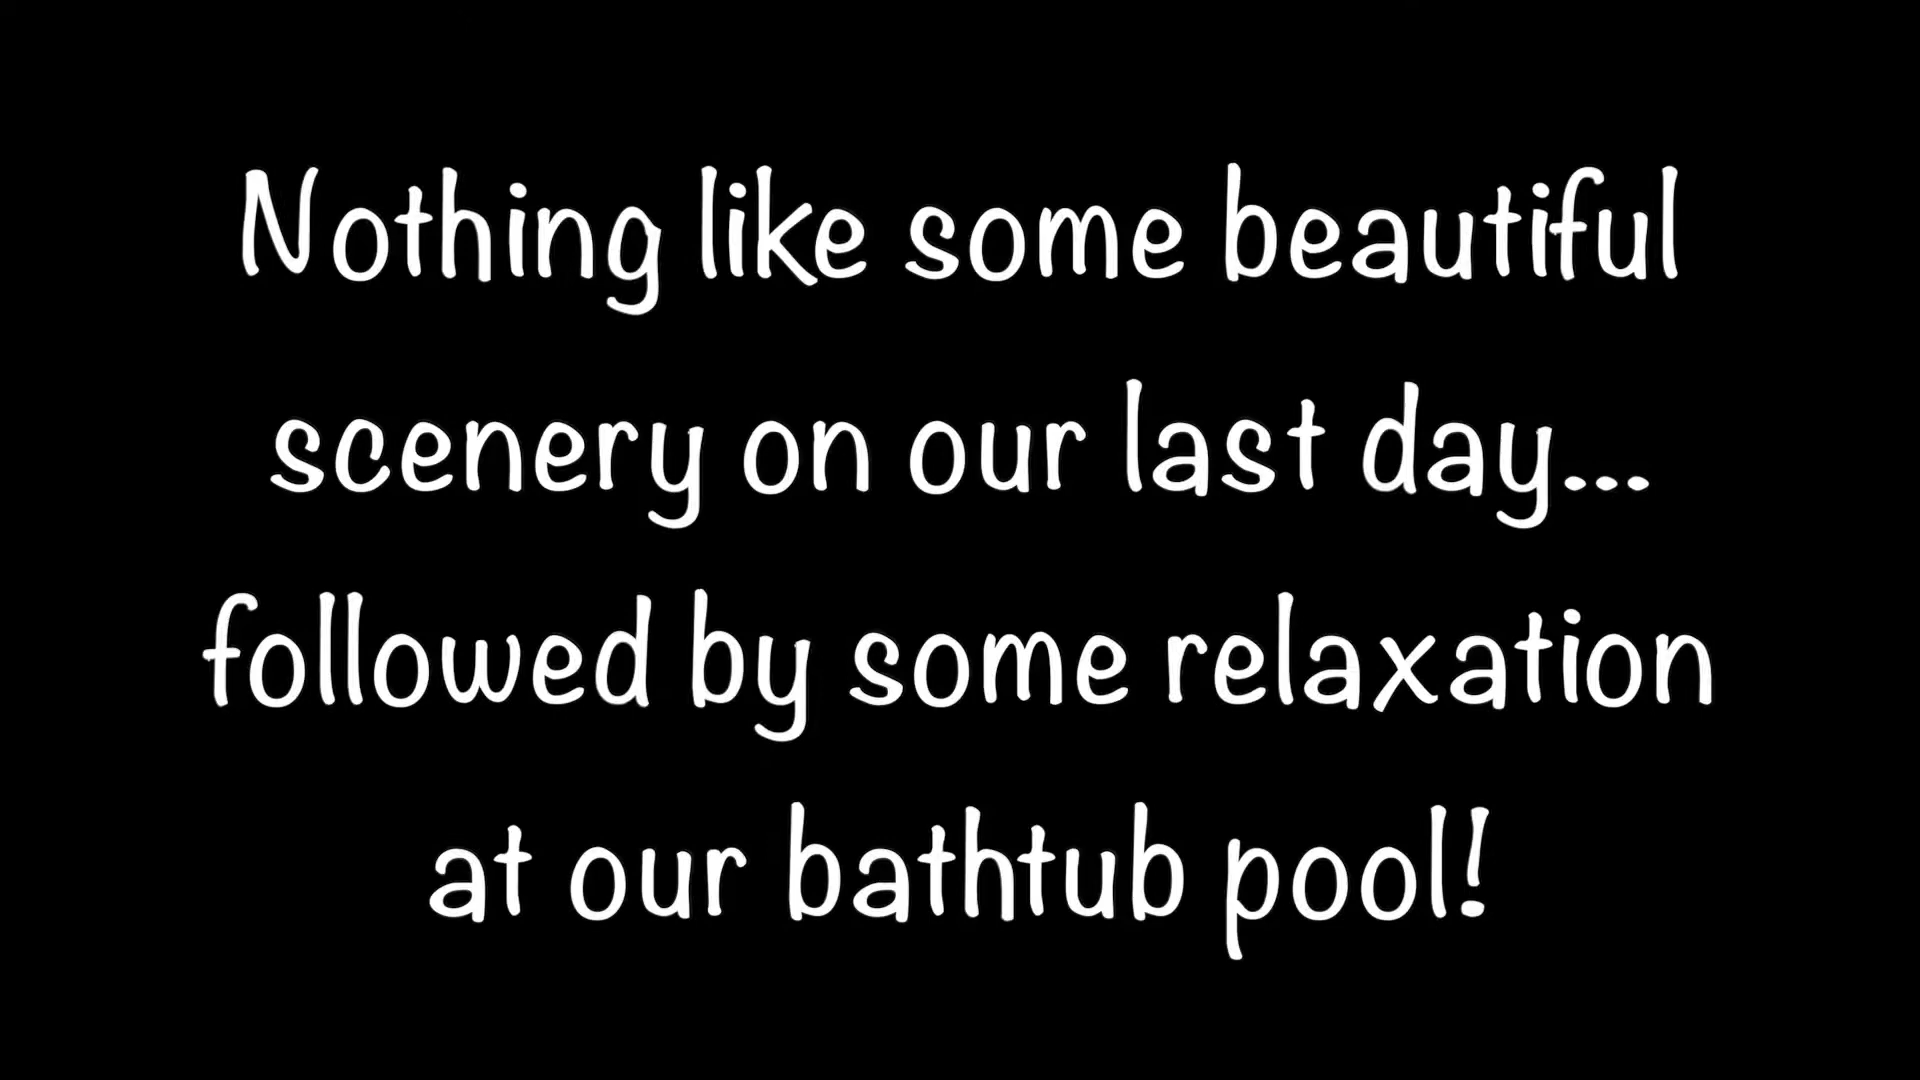 Nothing like some beautiful
scenery on our last day...
followed by some relaxation
at our bathtub pool!